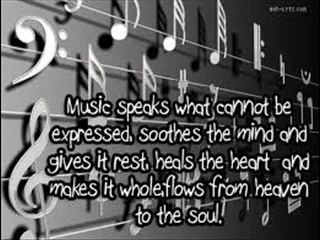 Music speaks what cannot be
expressed, soothes the mind and
gives it rest, heals the heart and
makes it whole,flows from heaven
to the soul!